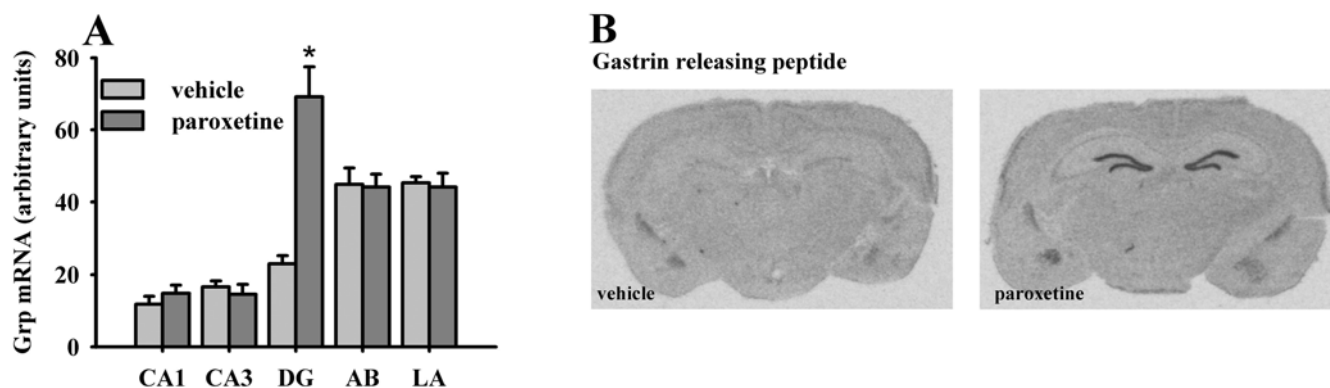 A
Grp mRNA (arbitrary units)
80
60
40
20
0
vehicle
paroxetine
*
CA1 CA3 DG AB LA
B
Gastrin releasing peptide
vehicle
paroxetine